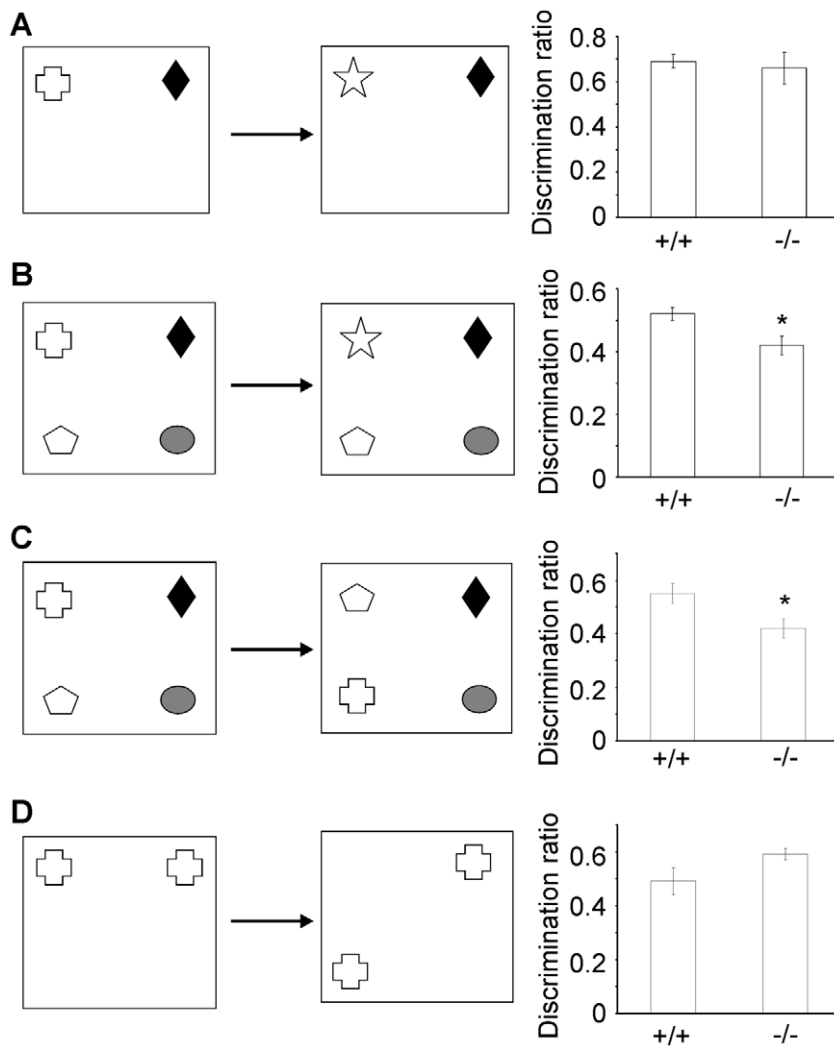 A
Discrimination ratio
0.8
0.6
0.4
0.2
0
+/+ -/-
B
Discrimination ratio
0.6
0.4
0.2
0
*
+/+ -/-
C
Discrimination ratio
0.6
0.4
0.2
0
*
+/+ -/-
D
Discrimination ratio
0.6
0.4
0.2
0
+/+ -/-